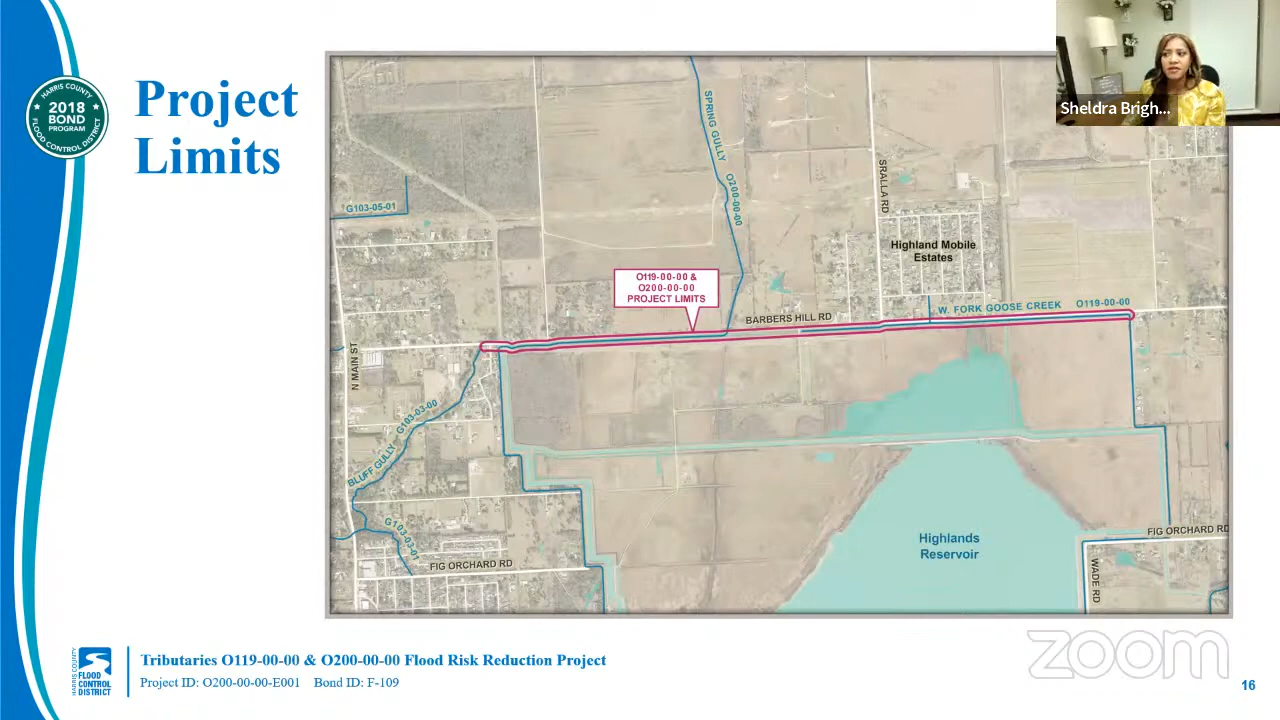 Project
Limits
HARRIS COUNTY
2018
BOND
PROGRAM
FLOOD CONTROL DISTRICT
Sheldra Brigh...
G103-05-01
SPRING GULLY
O200-00-00
SRALLA RD
Highland Mobile
Estates
O119-00-00 &
O200-00-00
PROJECT LIMITS
BARBERS HILL RD
W. FORK GOOSE CREEK
O119-00-00
N MAIN ST
BLUFF GULLY
G103-03-00
G103-03-01
FIG ORCHARD RD
Highlands
Reservoir
FIG ORCHARD RD
WADE RD
HARRIS COUNTY
FLOOD
CONTROL
DISTRICT
Tributaries O119-00-00 & O200-00-00 Flood Risk Reduction Project
Project ID: O200-00-00-E001 Bond ID: F-109
zoom
16